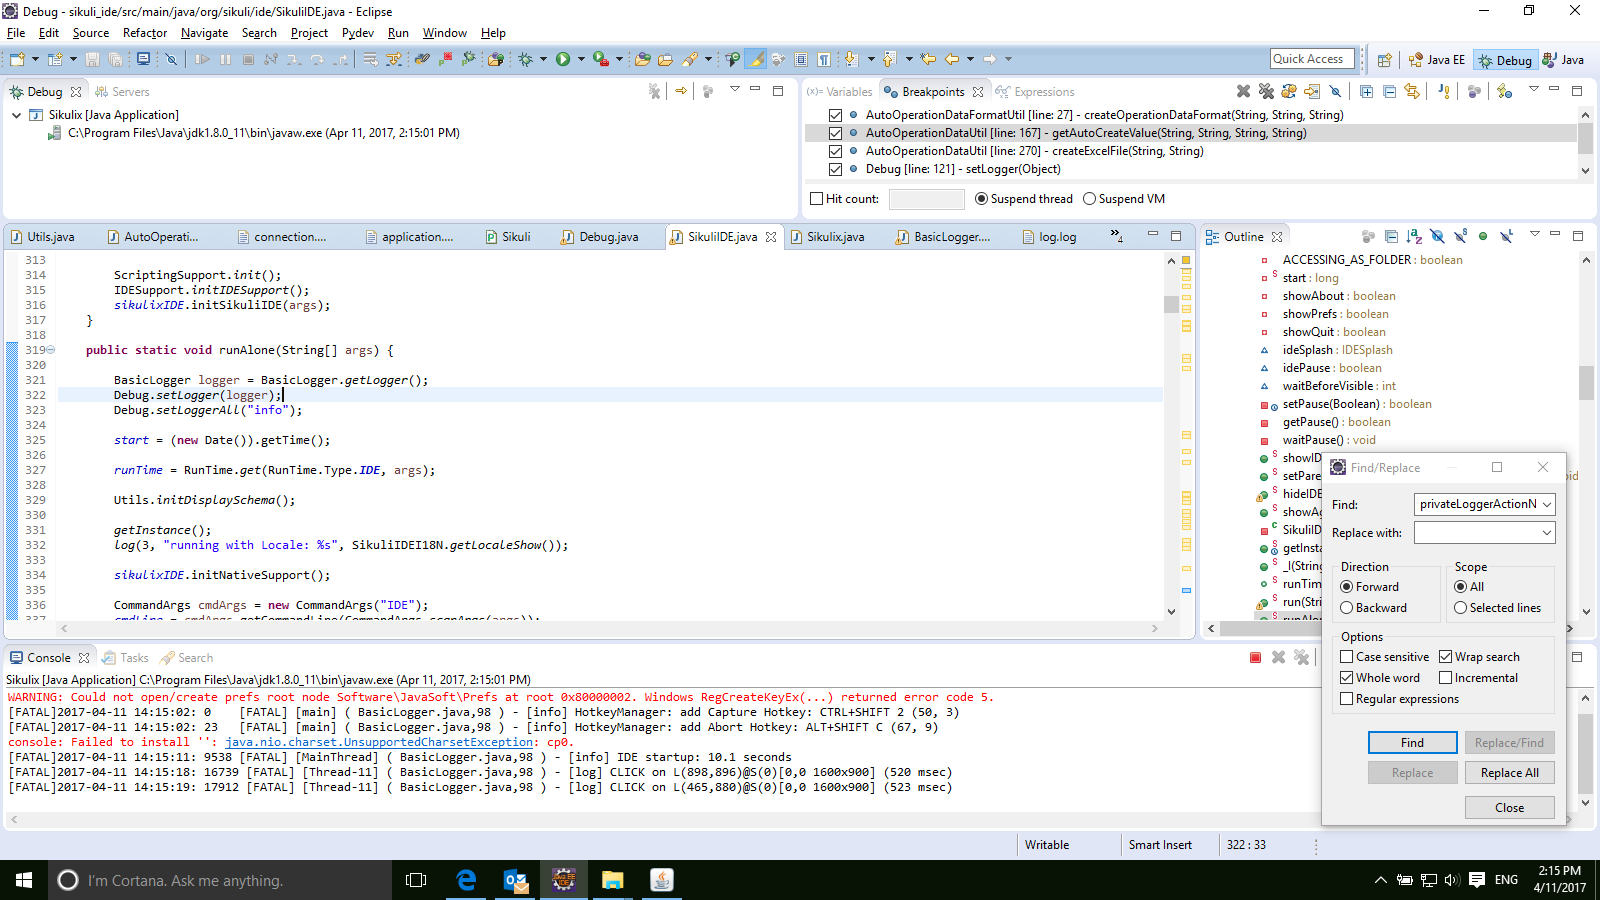 Debug - sikuli_ide/src/main/java/org/sikuli/ide/SikuliIDE.java - Eclipse
File Edit Source Refactor Navigate Search Project Pydev Run Window Help
Quick Access
Java EE
Debug
Java
Debug
Servers
Sikulix [Java Application]
C:\Program Files\Java\jdk1.8.0_11\bin\javaw.exe (Apr 11, 2017, 2:15:01 PM)
(x)= Variables
Breakpoints
Expressions
AutoOperationDataFormatUtil [line: 27] - createOperationDataFormat(String, String, String)
AutoOperationDataUtil [line: 167] - getAutoCreateValue(String, String, String, String)
AutoOperationDataUtil [line: 270] - createExcelFile(String, String)
Debug [line: 121] - setLogger(Object)
Hit count:
Suspend thread
Suspend VM
Utils.java
AutoOperati...
connection....
application....
Sikuli
Debug.java
SikuliIDE.java
Sikulix.java
BasicLogger....
log.log
»4
313
314 ScriptingSupport.init();
315 IDESupport.initIDESupport();
316 sikulixIDE.initSikuliIDE(args);
317 }
318
319 public static void runAlone(String[] args) {
320
321 BasicLogger logger = BasicLogger.getLogger();
322 Debug.setLogger(logger);
323 Debug.setLoggerAll("info");
324
325 start = (new Date()).getTime();
326
327 runTime = RunTime.get(RunTime.Type.IDE, args);
328
329 Utils.initDisplaySchema();
330
331 getInstance();
332 log(3, "running with Locale: %s", SikuliIDEI18N.getLocaleShow());
333
334 sikulixIDE.initNativeSupport();
335
336 CommandArgs cmdArgs = new CommandArgs("IDE");
337 cmdLine = cmdArgs.getCommandLine(CommandArgs.scanArgs(args));
Outline
ACCESSING_AS_FOLDER : boolean
start : long
showAbout : boolean
showPrefs : boolean
showQuit : boolean
ideSplash : IDESplash
idePause : boolean
waitBeforeVisible : int
setPause(Boolean) : boolean
getPause() : boolean
waitPause() : void
showID
setPare
oid
hideIDE
showAg
SikuliID
getInsta
_I(String
runTim
run(Stri
runAlon
Find/Replace
Find: privateLoggerActionN
Replace with:
Direction
Forward
Backward
Scope
All
Selected lines
Options
Case sensitive
Wrap search
Whole word
Incremental
Regular expressions
Find
Replace/Find
Replace
Replace All
Close
Console
Tasks
Search
Sikulix [Java Application] C:\Program Files\Java\jdk1.8.0_11\bin\javaw.exe (Apr 11, 2017, 2:15:01 PM)
WARNING: Could not open/create prefs root node Software\JavaSoft\Prefs at root 0x80000002. Windows RegCreateKeyEx(...) returned error code 5.
[FATAL]2017-04-11 14:15:02: 0 [FATAL] [main] ( BasicLogger.java,98 ) - [info] HotkeyManager: add Capture Hotkey: CTRL+SHIFT 2 (50, 3)
[FATAL]2017-04-11 14:15:02: 23 [FATAL] [main] ( BasicLogger.java,98 ) - [info] HotkeyManager: add Abort Hotkey: ALT+SHIFT C (67, 9)
console: Failed to install '': java.nio.charset.UnsupportedCharsetException: cp0.
[FATAL]2017-04-11 14:15:11: 9538 [FATAL] [MainThread] ( BasicLogger.java,98 ) - [info] IDE startup: 10.1 seconds
[FATAL]2017-04-11 14:15:18: 16739 [FATAL] [Thread-11] ( BasicLogger.java,98 ) - [log] CLICK on L(898,896)@S(0)[0,0 1600x900] (520 msec)
[FATAL]2017-04-11 14:15:19: 17912 [FATAL] [Thread-11] ( BasicLogger.java,98 ) - [log] CLICK on L(465,880)@S(0)[0,0 1600x900] (523 msec)
Writable
Smart Insert
322 : 33
I'm Cortana. Ask me anything.
ENG
2:15 PM
4/11/2017